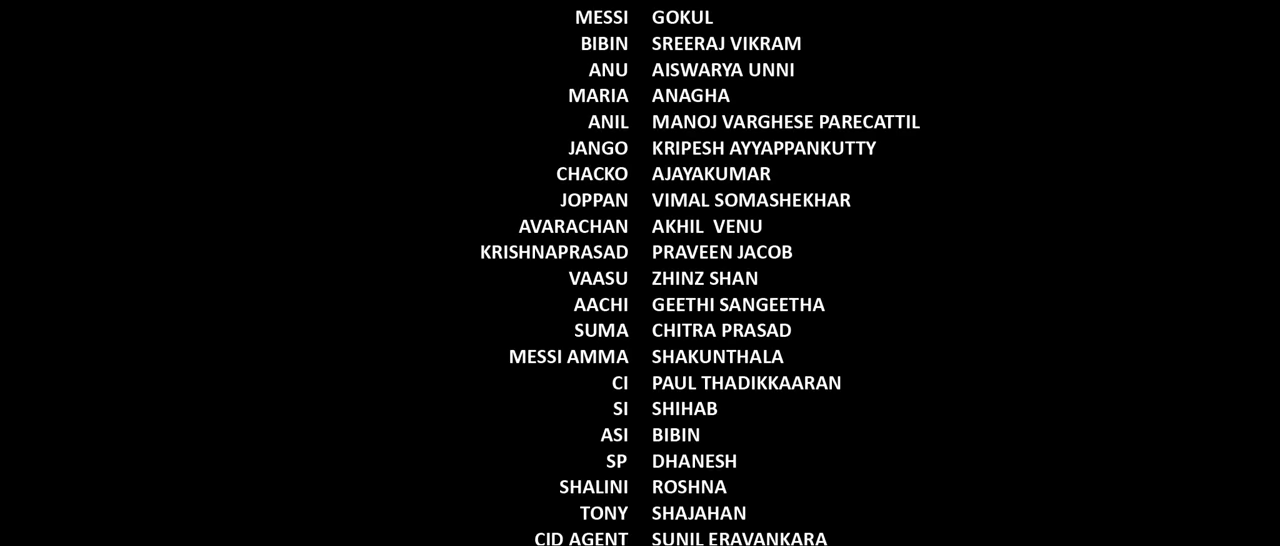 MESSI GOKUL
BIBIN SREERAJ VIKRAM
ANU AISWARYA UNNI
MARIA ANAGHA
ANIL MANOJ VARGHESE PARECATTIL
JANGO KRIPESH AYYAPPANKUTTY
CHACKO AJAYAKUMAR
JOPPAN VIMAL SOMASHEKHAR
AVARACHAN AKHIL VENU
KRISHNAPRASAD PRAVEEN JACOB
VAASU ZHINZ SHAN
AACHI GEETHI SANGEETHA
SUMA CHITRA PRASAD
MESSI AMMA SHAKUNTHALA
CI PAUL THADIKKAARAN
SI SHIHAB
ASI BIBIN
SP DHANESH
SHALINI ROSHNA
TONY SHAJAHAN
CID AGENT SUNIL ERAVANKARA